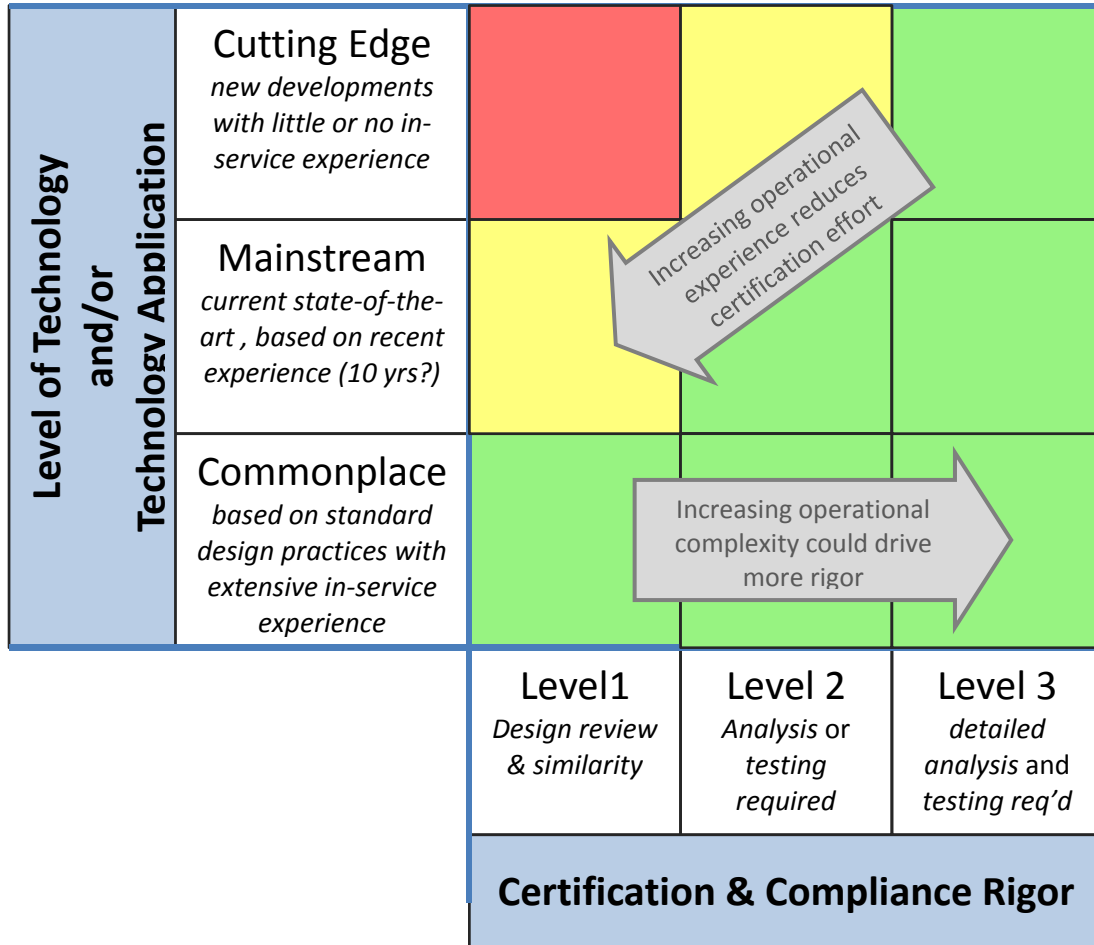 Level of Technology
and/or
Technology Application
Cutting Edge
new developments
with little or no in-
service experience
Mainstream
current state-of-the-
art , based on recent
experience (10 yrs?)
Commonplace
based on standard
design practices with
extensive in-service
experience
Increasing operational
experience reduces
certification effort
Increasing operational
complexity could drive
more rigor
Level1
Design review
& similarity
Level 2
Analysis or
testing
required
Level 3
detailed
analysis and
testing req’d
Certification & Compliance Rigor